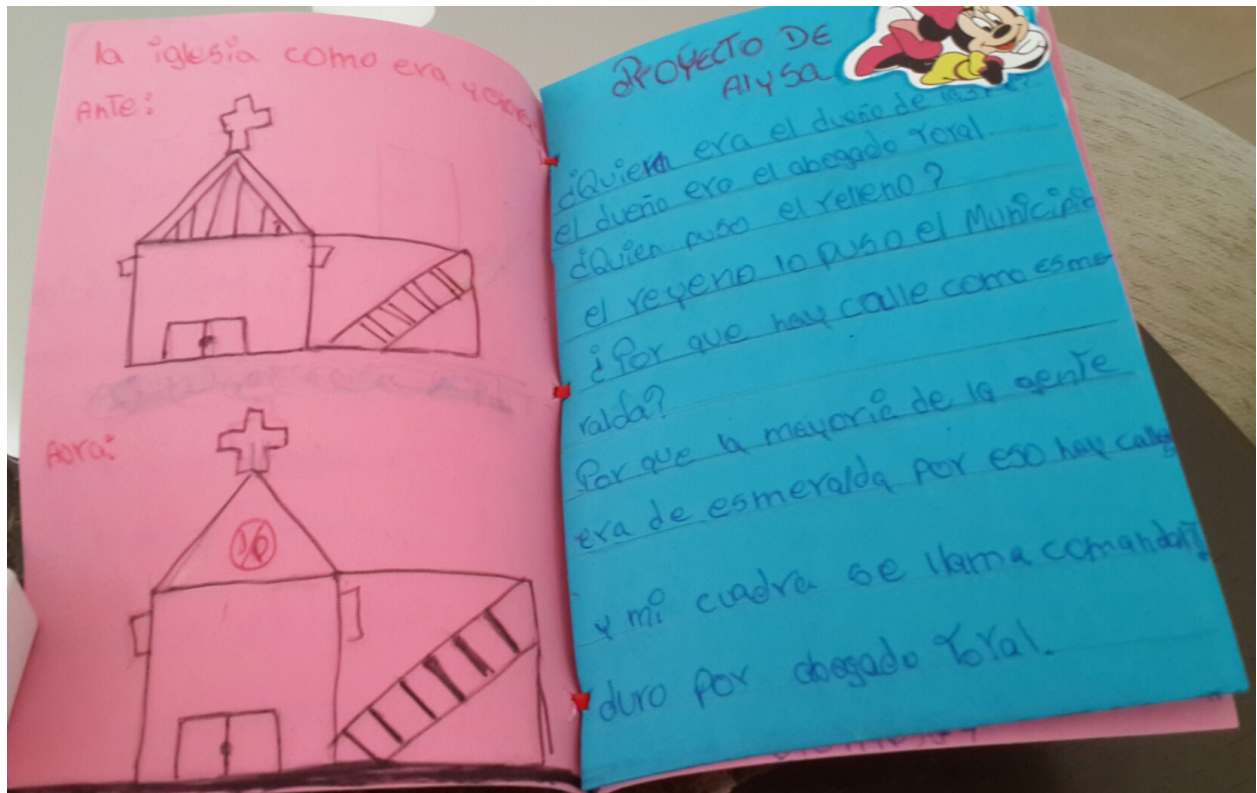 la iglesia como era y aora
Ante:
Aora:
PROYECTO DE
Alysa
¿Quien era el dueño de
el dueño era el abogado Toral
¿Quien puso el relleno?
el reyeno lo puso el Municipio
¿Por que hay calle como esme
ralda?
Por que la mayoria de la gente
era de esmeralda por eso hay calle
y mi cuadra se llama comandant
duro por abogado Toral.